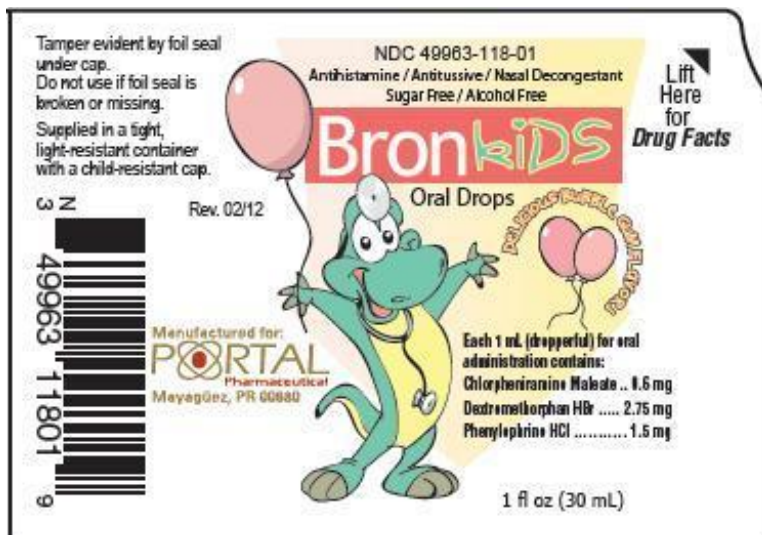 Tamper evident by foil seal
under cap.
Do not use if foil seal is
broken or missing.
Supplied in a tight,
light-resistant container
with a child-resistant cap.
Rev. 02/12
N
3
49963 11801 9
Manufactured for:
PORTAL
Pharmaceutical
Mayagüez, PR 00680
NDC 49963-118-01
Antihistamine / Antitussive / Nasal Decongestant
Sugar Free / Alcohol Free
BronkiDS
Oral Drops
DELICIOUS BUBBLE GUM FLAVOR!
Each 1 mL (dropperful) for oral
administration contains:
Chlorpheniramine Maleate .. 0.6 mg
Dextromethorphan HBr ..... 2.75 mg
Phenylephrine HCl ........... 1.5 mg
1 fl oz (30 mL)
Lift
Here
for
Drug Facts